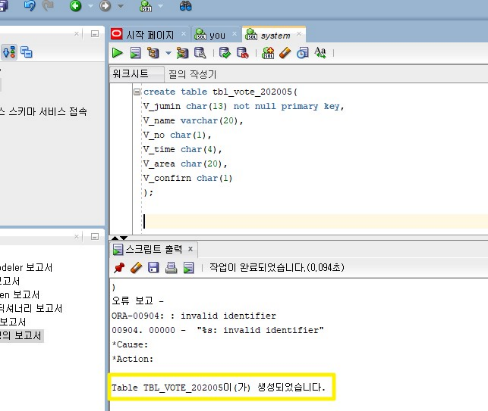 시작 페이지
you
system
워크시트 질의 작성기
스 스키마 서비스 접속
create table tbl_vote_202005(
V_jumin char(13) not null primary key,
V_name varchar(20),
V_no char(1),
V_time char(4),
V_area char(20),
V_confirn char(1)
);
스크립트 출력 x
작업이 완료되었습니다.(0,094초)
odeler 보고서
보고서
en 보고서
셔너리 보고서
보고서
의 보고서
)
오류 보고 -
ORA-00904: : invalid identifier
00904. 00000 - "%s: invalid identifier"
*Cause:
*Action:
Table TBL_VOTE_202005이(가) 생성되었습니다.